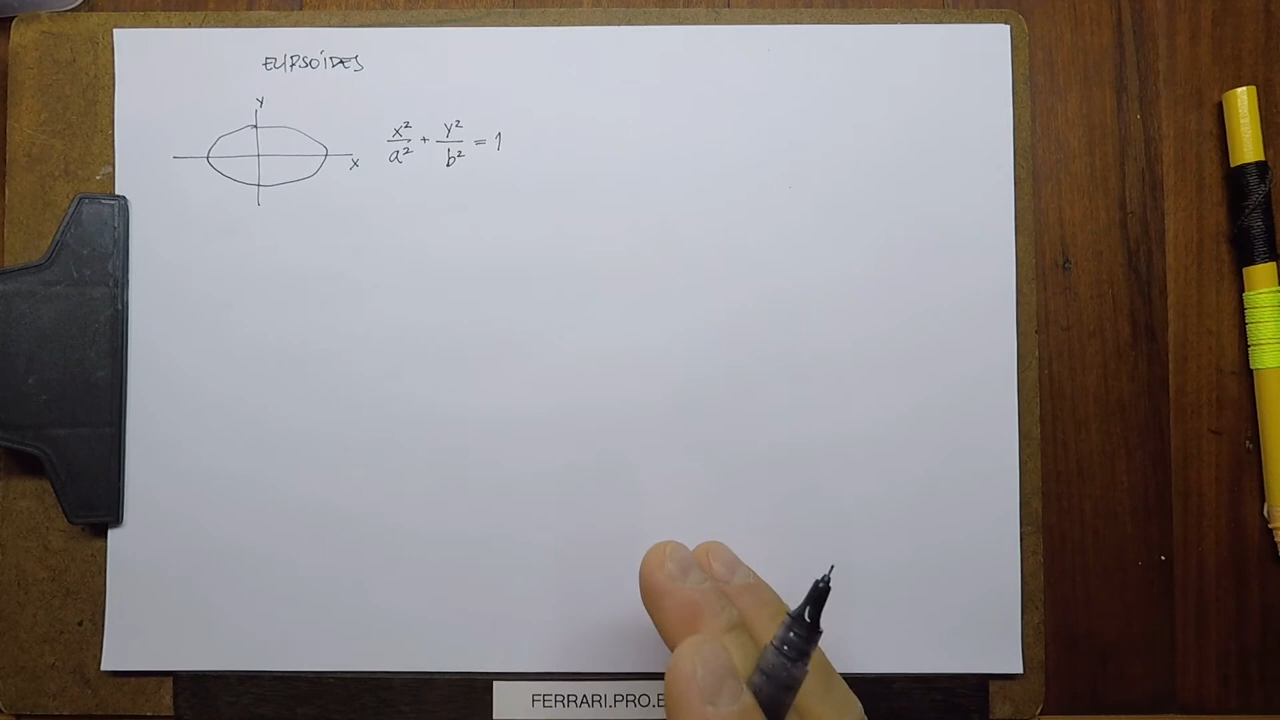 ELIPSOIDES
y
x
x²/a² + y²/b² = 1
FERRARI.PRO.